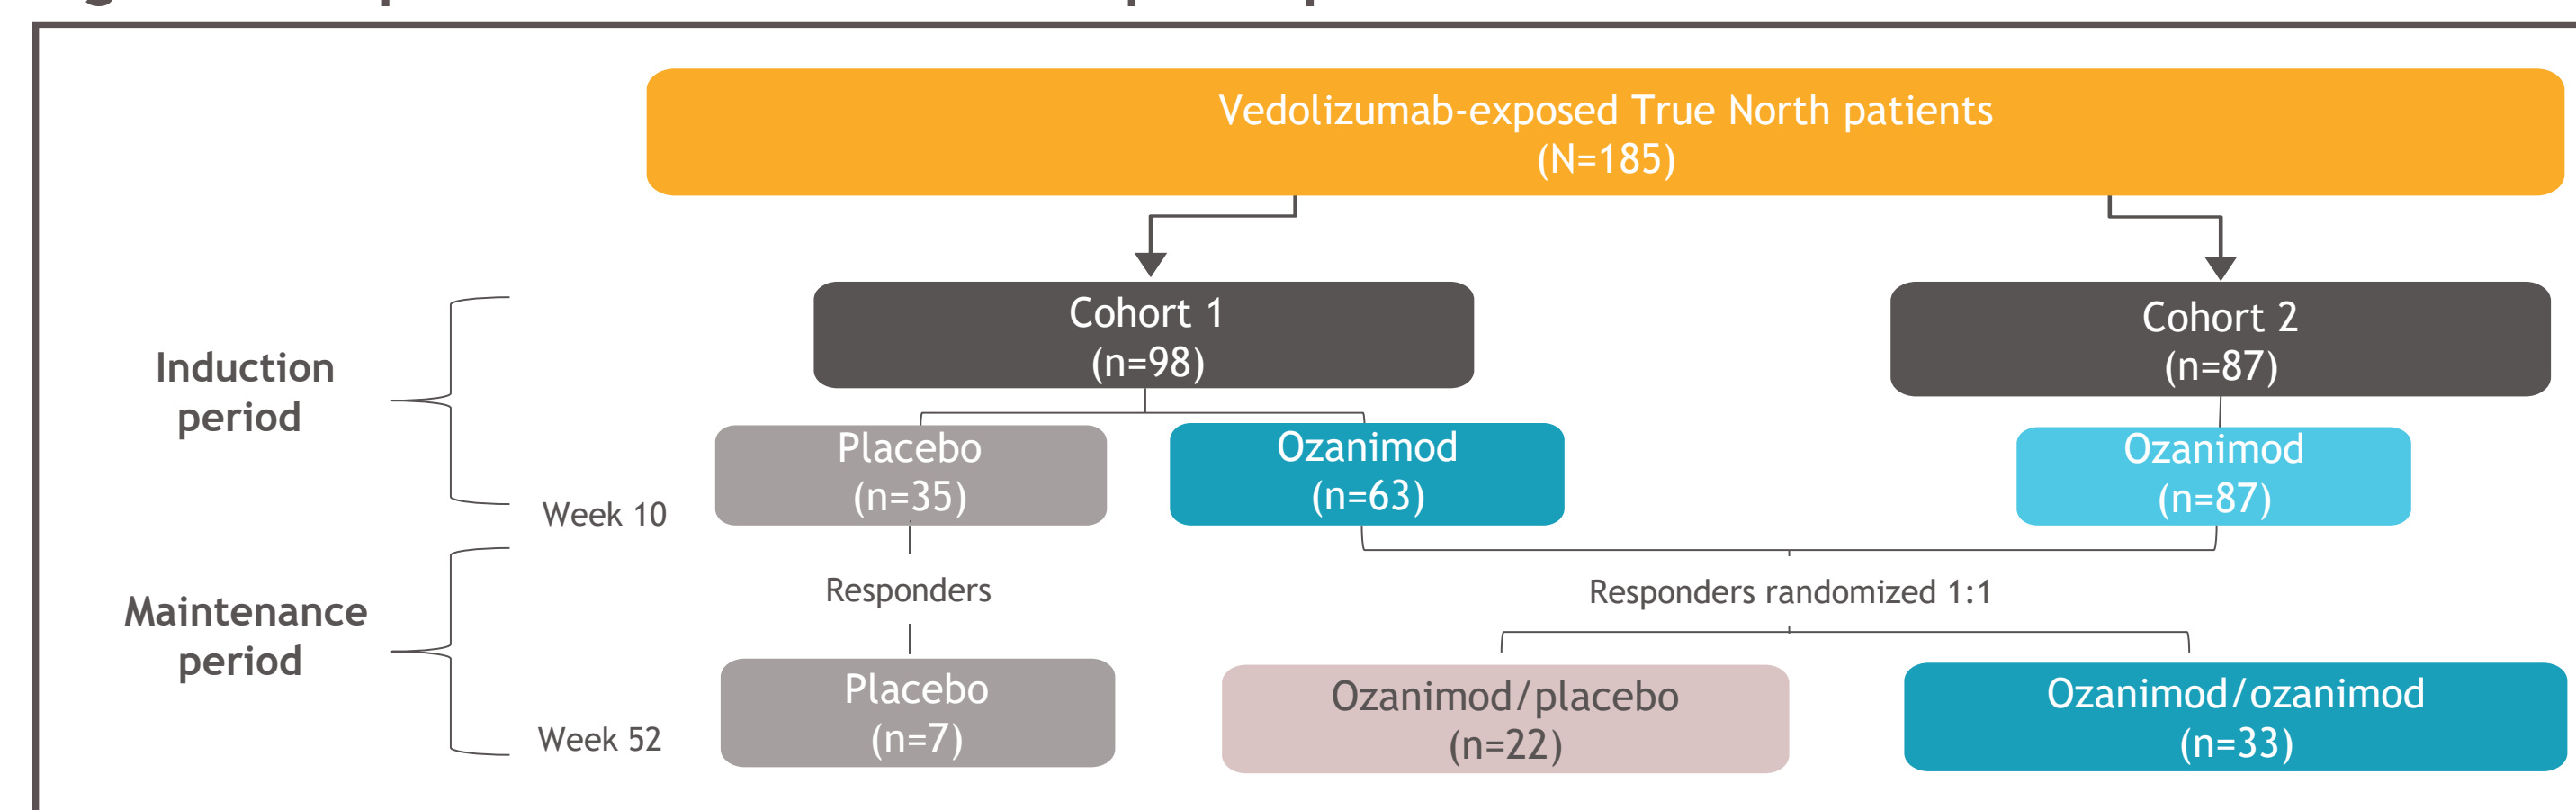 Vedolizumab-exposed True North patients
(N=185)
Cohort 1
(n=98)
Cohort 2
(n=87)
Induction
period
Placebo
(n=35)
Ozanimod
(n=63)
Ozanimod
(n=87)
Week 10
Responders
Responders randomized 1:1
Maintenance
period
Placebo
(n=7)
Ozanimod/placebo
(n=22)
Ozanimod/ozanimod
(n=33)
Week 52